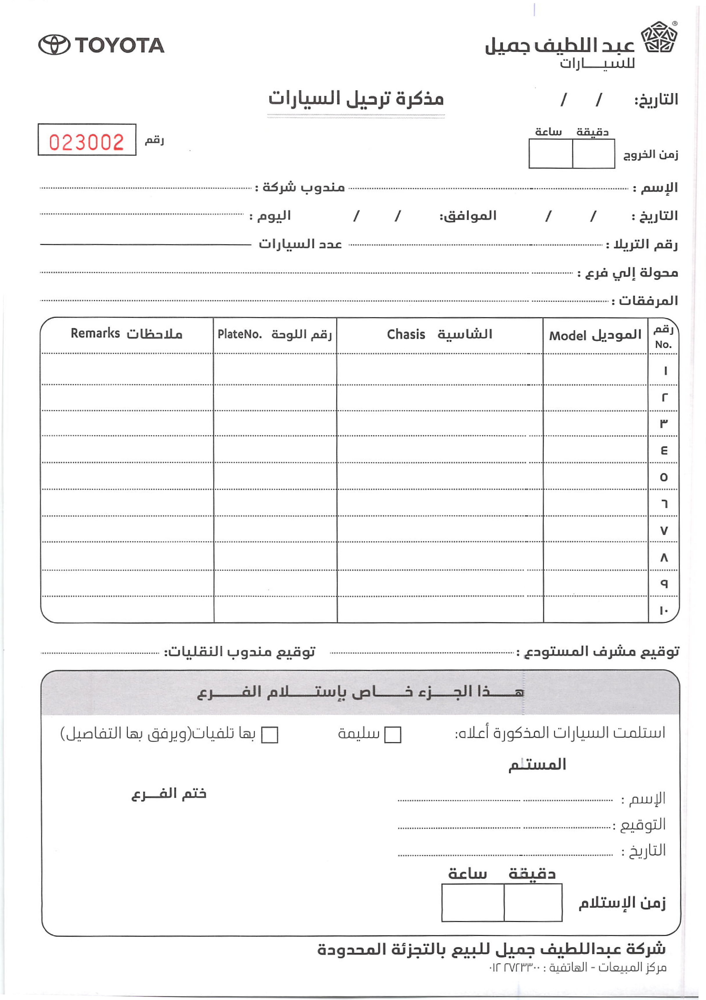 TOYOTA
عبد اللطيف جميل
للسيـــارات
مذكرة ترحيل السيارات
التاريخ: / /
دقيقة ساعة
زمن الخروج
رقم 023002
الإسم : مندوب شركة :
التاريخ : / / الموافق: / / اليوم :
رقم التريلا : عدد السيارات
محولة إلي فرع :
المرفقات :
رقم No. الموديل Model الشاسية Chasis رقم اللوحة PlateNo. ملاحظات Remarks
١
٢
٣
٤
٥
٦
٧
٨
٩
١٠
توقيع مشرف المستودع : توقيع مندوب النقليات:
هـــذا الجـــزء خـــاص بإستـــلام الفـــرع
استلمت السيارات المذكورة أعلاه: سليمة بها تلفيات(ويرفق بها التفاصيل)
المستلم
الإسم :
ختم الفـــرع
التوقيع :
التاريخ :
دقيقة ساعة
زمن الإستلام
شركة عبداللطيف جميل للبيع بالتجزئة المحدودة
مركز المبيعات - الهاتفية : ٠١٢ ٢٧٢٣٣٠٠